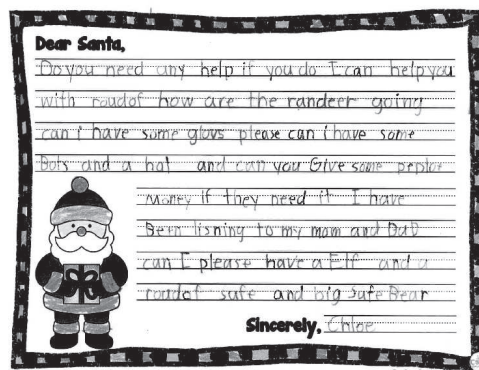 Dear Santa,
Do you need any help if you do I can help you
with roudof how are the randeer going
can i have some glovs please can i have some
Bots and a hat and can you Give some peplor
money if they need it I have
Been lisning to my mom and DaD
can I please have a Elf and a
roudof safe and big safe Bear
Sincerely, Chloe